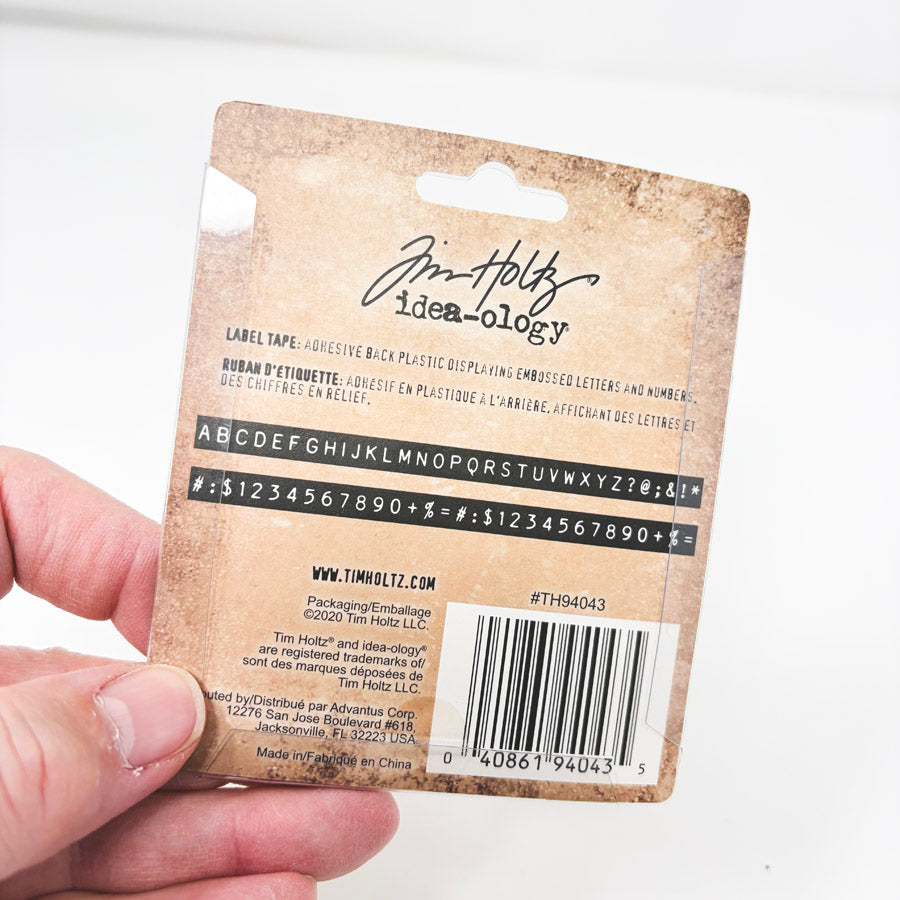 Tim Holtz®
idea-ology®
LABEL TAPE: ADHESIVE BACK PLASTIC DISPLAYING EMBOSSED LETTERS AND NUMBERS.
RUBAN D'ÉTIQUETTE: ADHÉSIF EN PLASTIQUE À L'ARRIÈRE, AFFICHANT DES LETTRES ET
DES CHIFFRES EN RELIEF.
ABCDEFGHIJKLMNOPQRSTUVWXYZ?@;&!*
#:$1234567890+%=#:$1234567890+%=
WWW.TIMHOLTZ.COM
Packaging/Emballage
©2020 Tim Holtz LLC.
Tim Holtz® and idea-ology®
are registered trademarks of/
sont des marques déposées de
Tim Holtz LLC.
by/Distribué par Advantus Corp.
12276 San Jose Boulevard #618,
Jacksonville, FL 32223 USA
Made in/Fabriqué en China
#TH94043
0 40861 94043 5